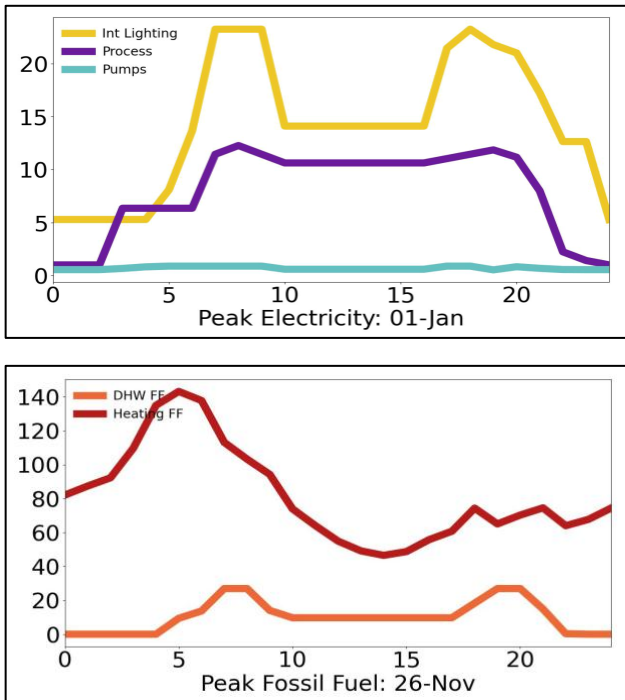 Int Lighting
Process
Pumps
20
15
10
5
0
0 5 10 15 20
Peak Electricity: 01-Jan
DHW FF
Heating FF
140
120
100
80
60
40
20
0
0 5 10 15 20
Peak Fossil Fuel: 26-Nov